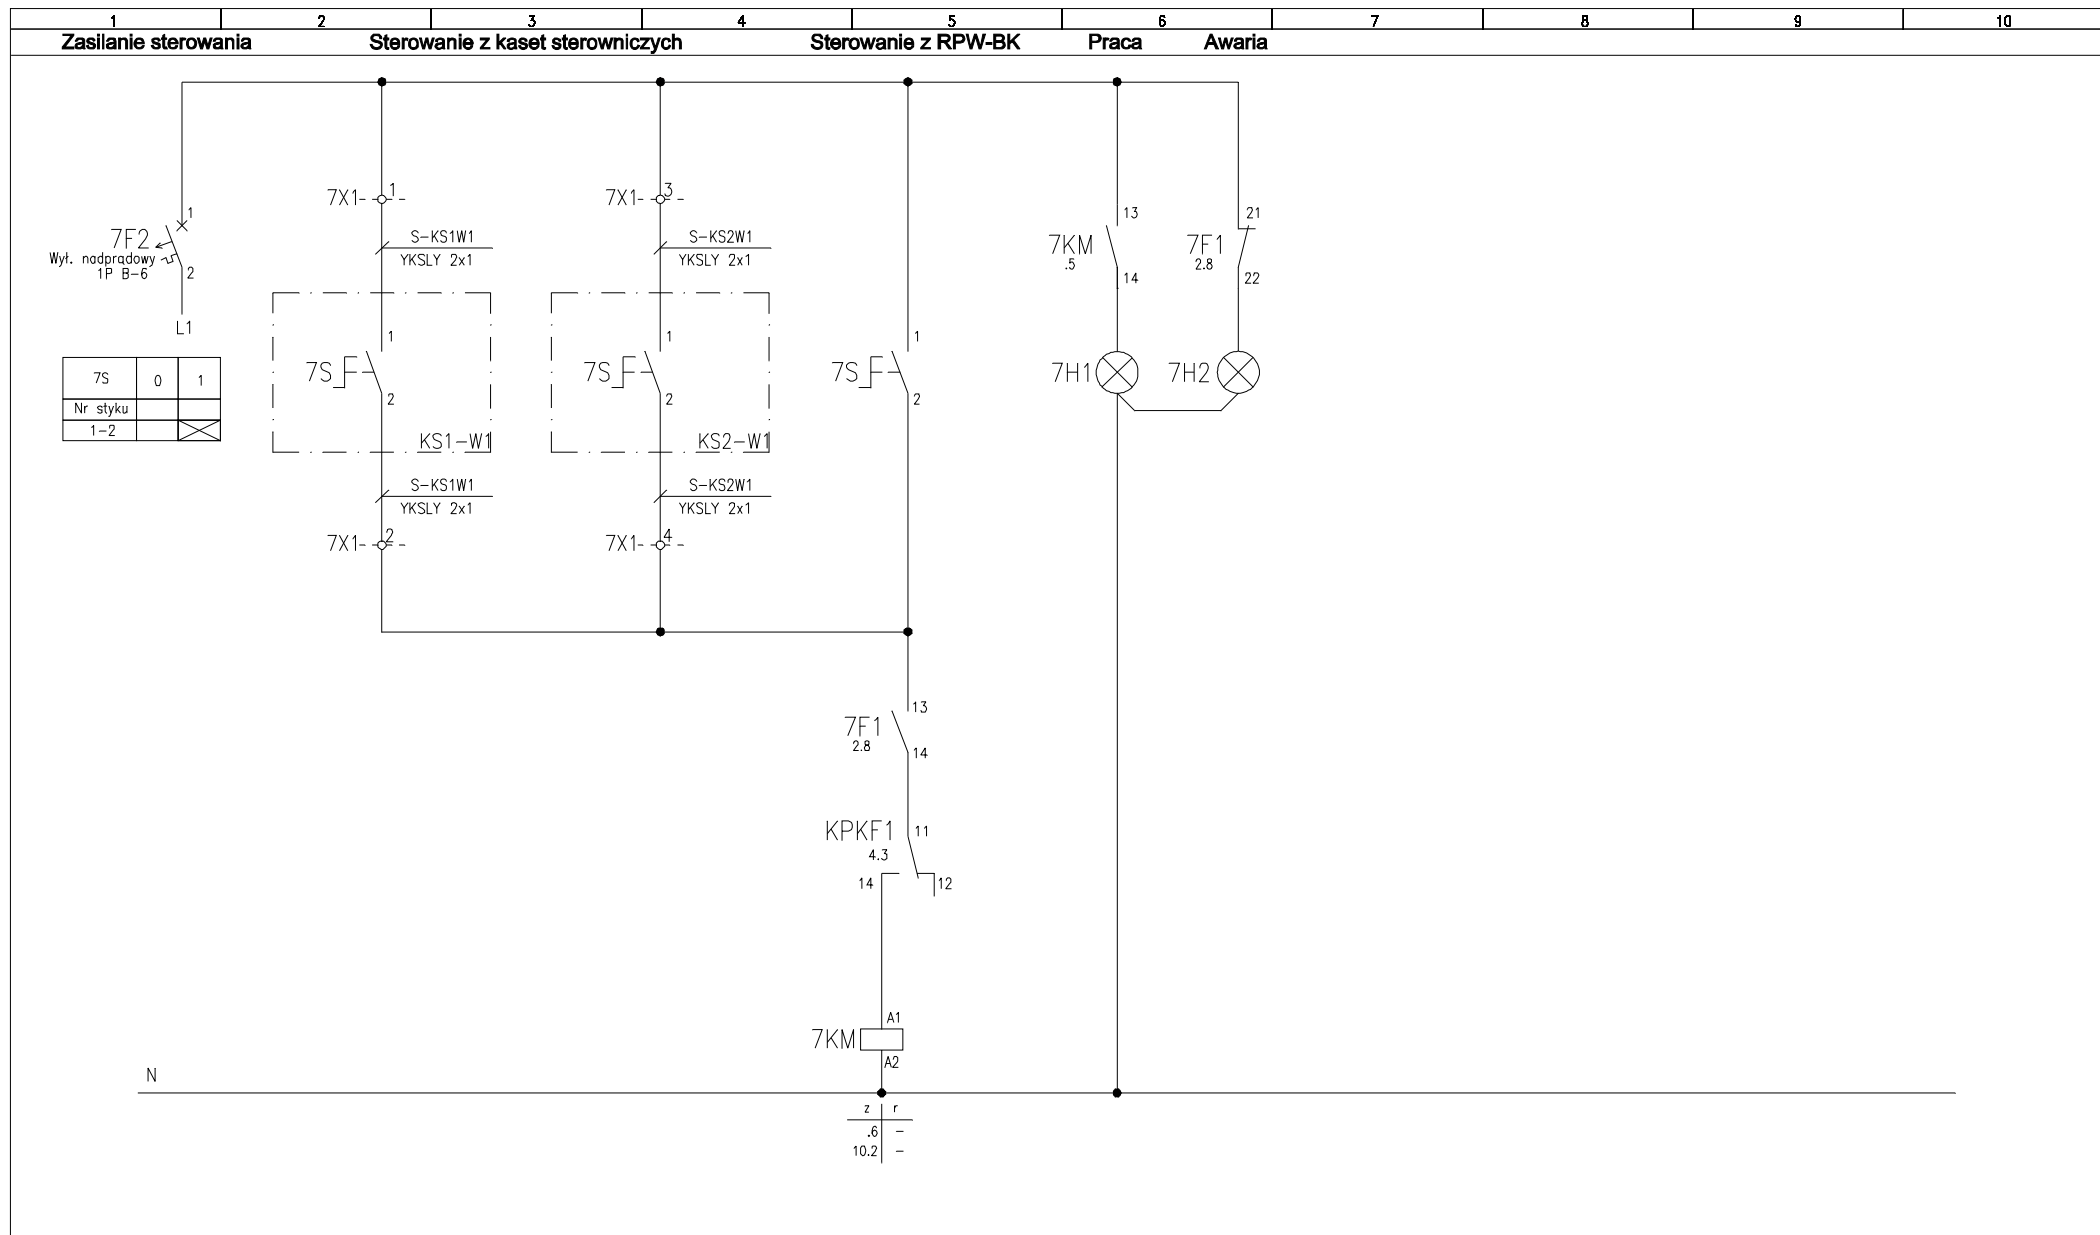 1 2 3 4 5 6 7 8 9 10
Zasilanie sterowania Sterowanie z kaset sterowniczych Sterowanie z RPW-BK Praca Awaria
7X1 1
7X1 3
1
7F2
Wył. nadprądowy
1P B-6
2
L1
S-KS1W1
YKSLY 2x1
S-KS2W1
YKSLY 2x1
13
7KM
.5
14
21
7F1
2.8
22
7S 0 1
Nr styku
1-2
1
7S
2
KS1-W1
1
7S
2
KS2-W1
1
7S
2
7H1
7H2
S-KS1W1
YKSLY 2x1
S-KS2W1
YKSLY 2x1
7X1 2
7X1 4
13
7F1
2.8
14
KPKF1 11
4.3
14 12
A1
7KM
A2
N
z r
.6 -
10.2 -